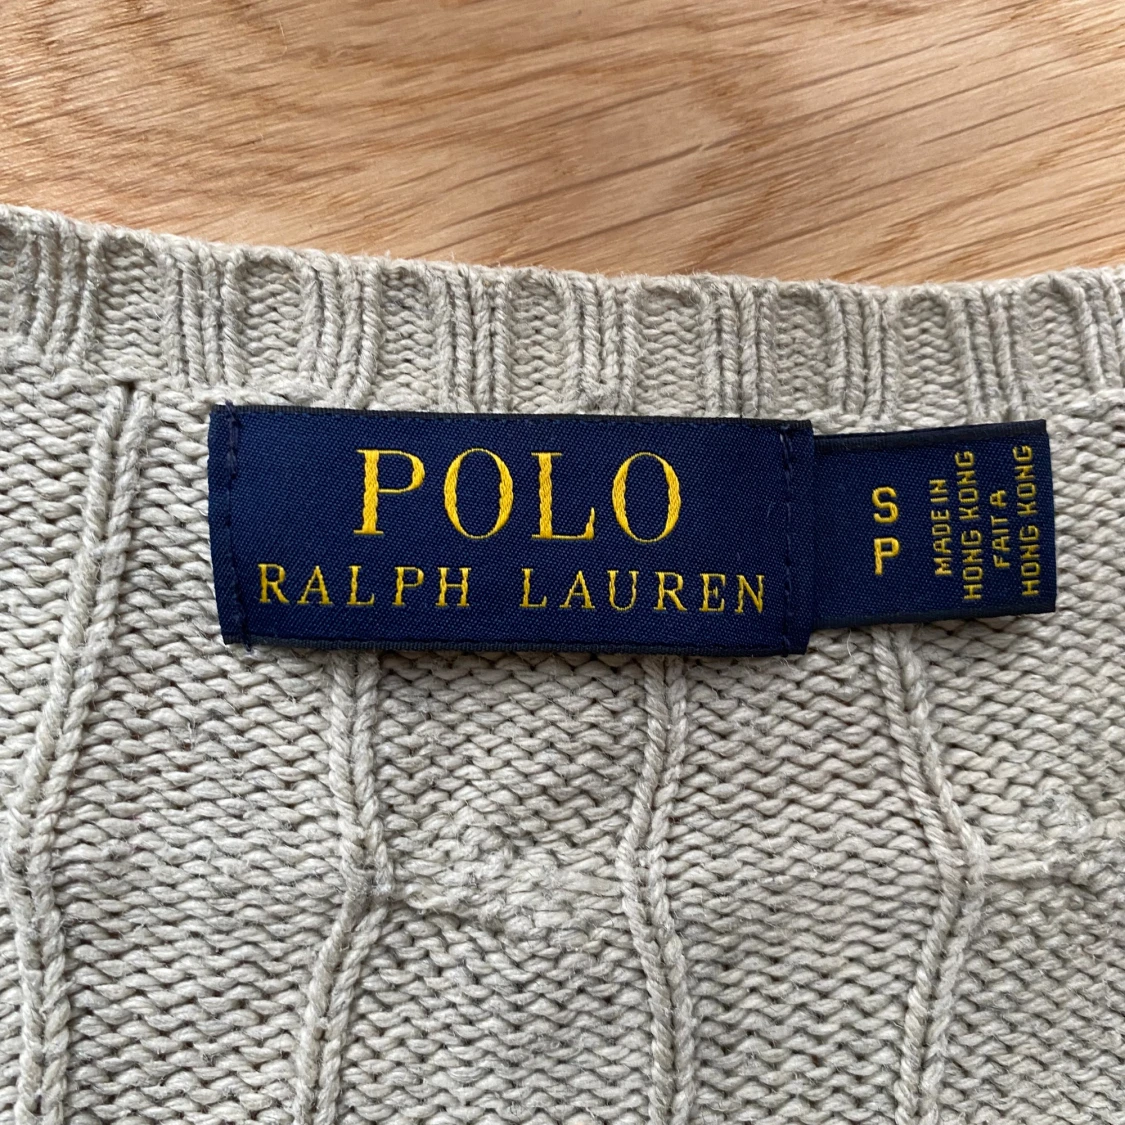 POLO
RALPH LAUREN
S
P
MADE IN
HONG KONG
FAIT A
HONG KONG